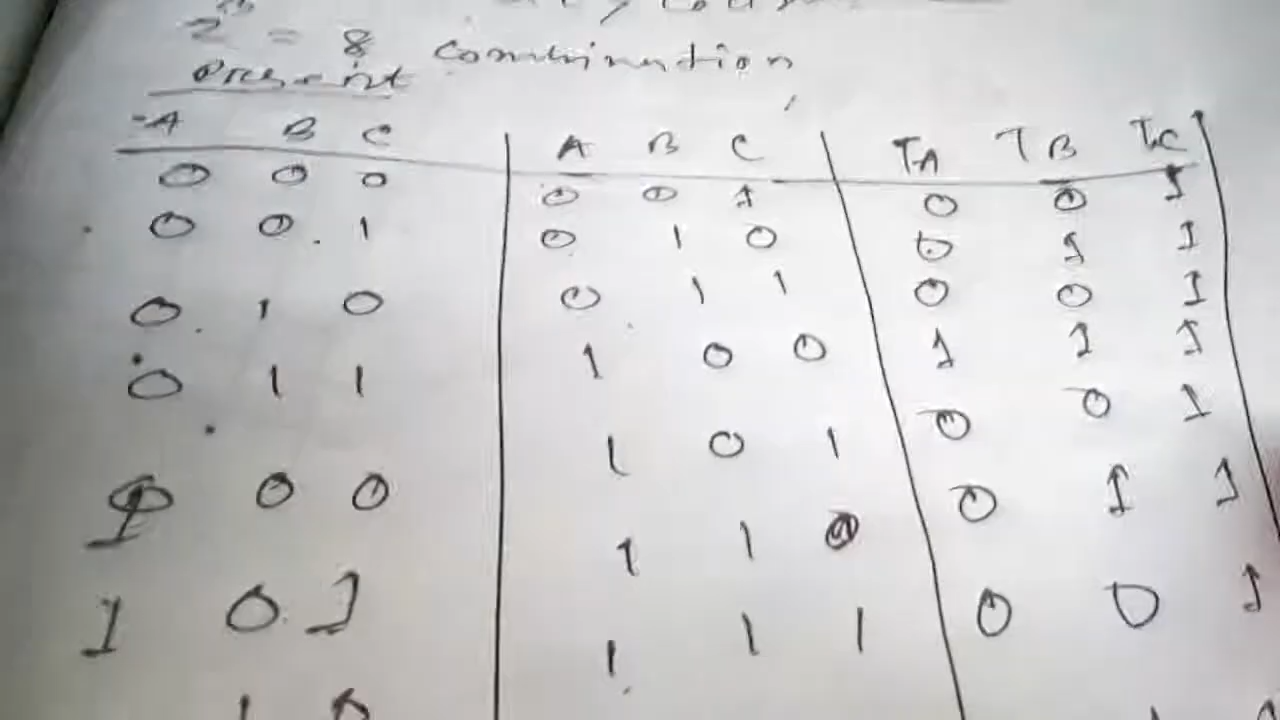 2^n = 8 Combination
Present
A B C A B C TA TB TC
0 0 0 0 0 1 0 0 1
0 0 1 0 1 0 0 1 1
0 1 0 0 1 1 0 0 1
0 1 1 1 0 0 1 1 1
1 0 0 1 0 1 0 0 1
1 0 1 1 1 0 0 1 1
1 0 1 1 1 0 0 1